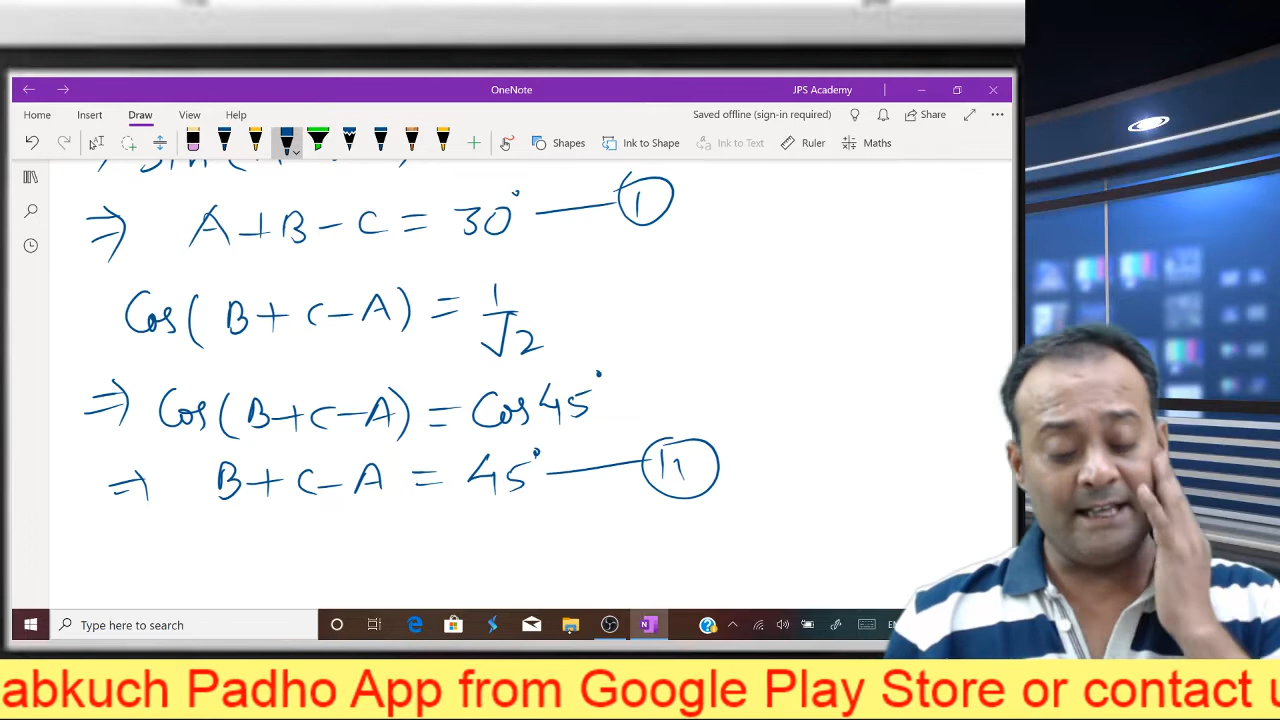 OneNote
JPS Academy
Home Insert Draw View Help
Saved offline (sign-in required) Share
Shapes Ink to Shape Ink to Text Ruler Maths
⇒ A+B-C = 30° —— I
Cos(B+C-A) = 1/√2
⇒ Cos(B+C-A) = Cos 45°
⇒ B+C-A = 45° —— II
Type here to search
abkuch Padho App from Google Play Store or contact u